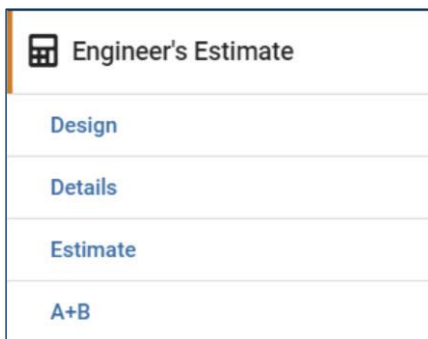 Engineer's Estimate
Design
Details
Estimate
A+B